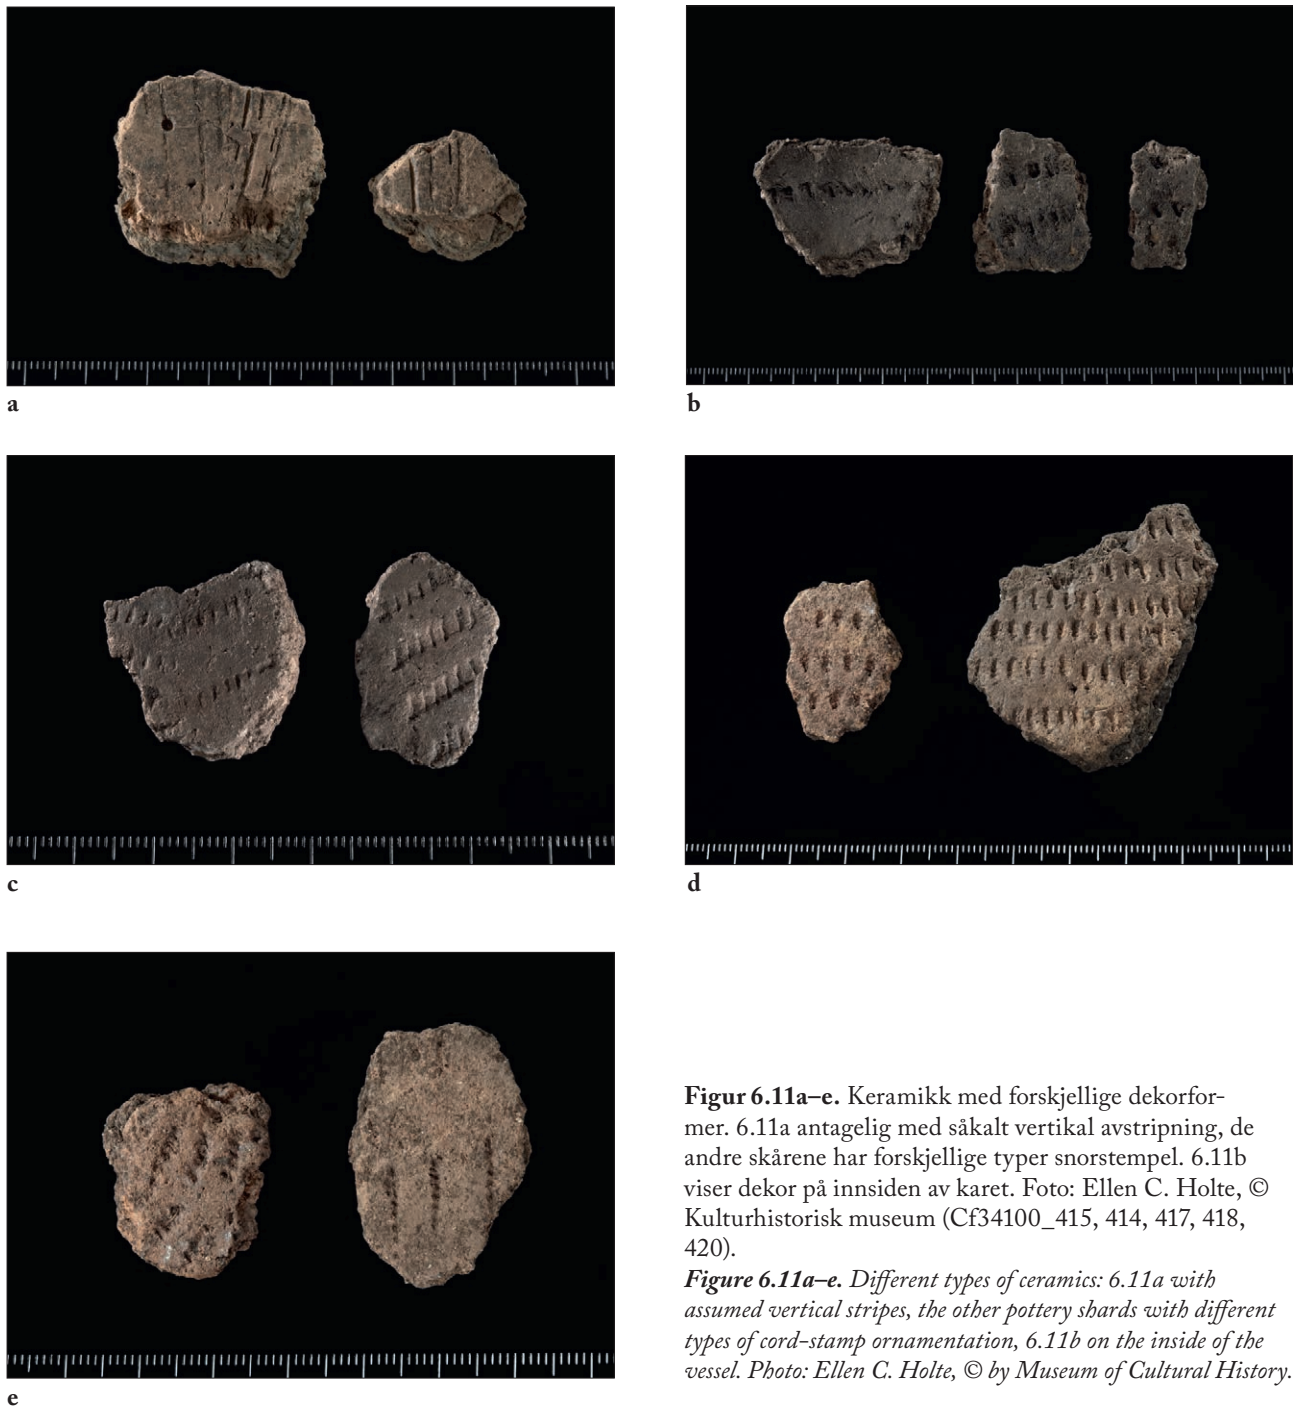 a
b
c
d
e
Figur 6.11a–e. Keramikk med forskjellige dekorfor-
mer. 6.11a antagelig med såkalt vertikal avstripning, de
andre skårene har forskjellige typer snorstempel. 6.11b
viser dekor på innsiden av karet. Foto: Ellen C. Holte, ©
Kulturhistorisk museum (Cf34100_415, 414, 417, 418,
420).
Figure 6.11a–e. Different types of ceramics: 6.11a with
assumed vertical stripes, the other pottery shards with different
types of cord-stamp ornamentation, 6.11b on the inside of the
vessel. Photo: Ellen C. Holte, © by Museum of Cultural History.